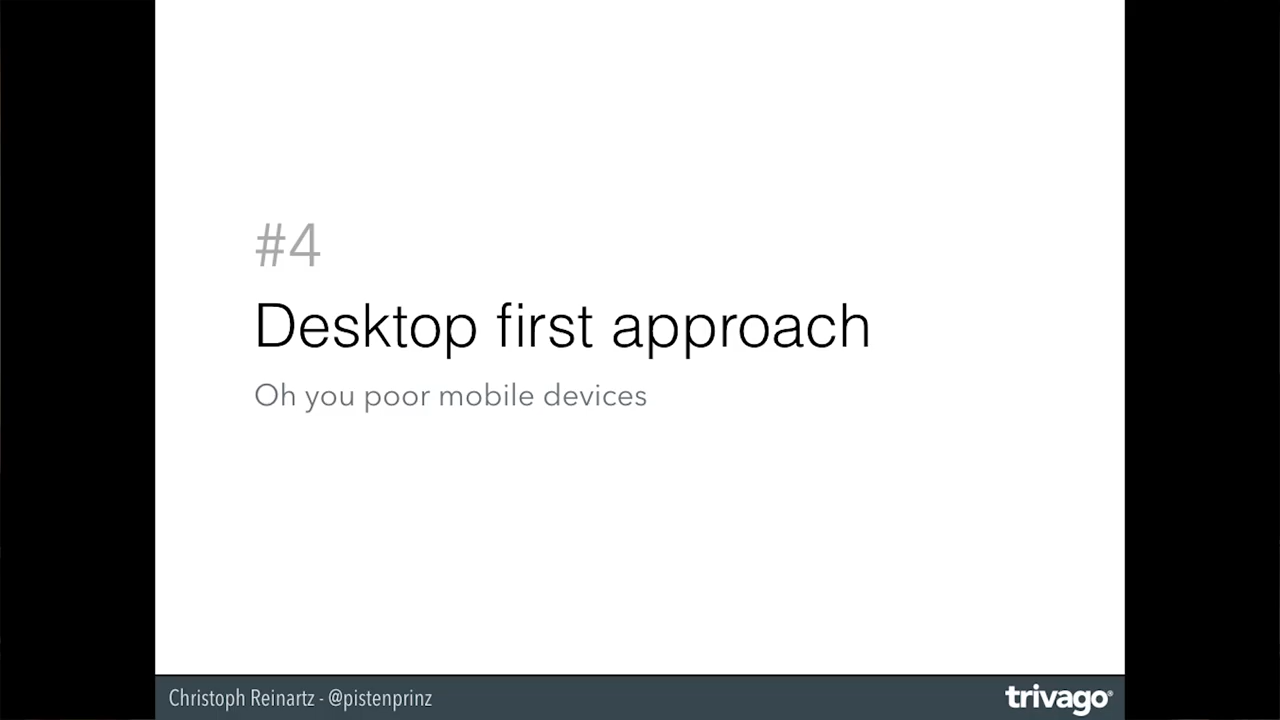 #4
Desktop first approach
Oh you poor mobile devices
Christoph Reinartz - @pistenprinz
trivago®